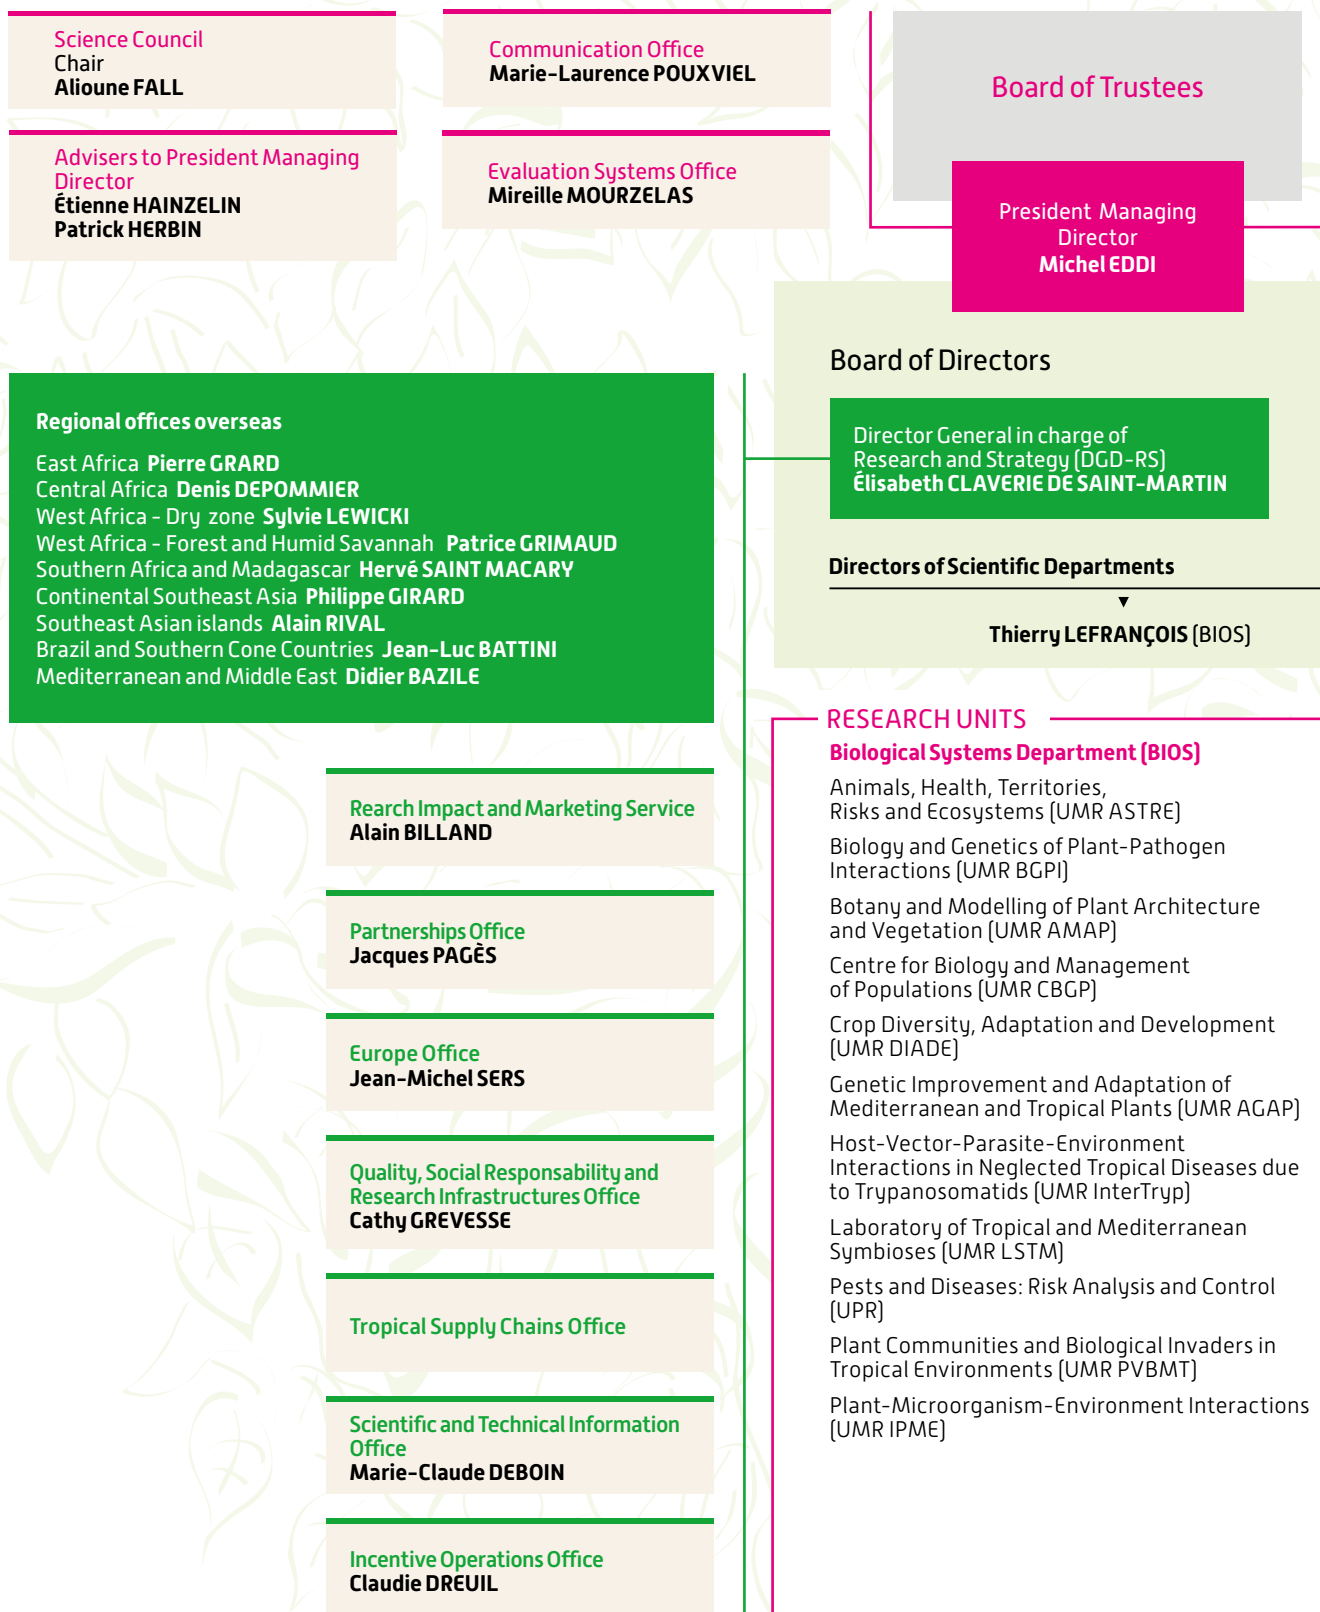 Science Council
Chair
Alioune FALL
Advisers to President Managing
Director
Étienne HAINZELIN
Patrick HERBIN
Communication Office
Marie-Laurence POUXVIEL
Evaluation Systems Office
Mireille MOURZELAS
Board of Trustees
President Managing
Director
Michel EDDI
Board of Directors
Director General in charge of
Research and Strategy (DGD-RS)
Élisabeth CLAVERIE DE SAINT-MARTIN
Directors of Scientific Departments
▼
Thierry LEFRANÇOIS (BIOS)
Regional offices overseas
East Africa Pierre GRARD
Central Africa Denis DEPOMMIER
West Africa - Dry zone Sylvie LEWICKI
West Africa - Forest and Humid Savannah Patrice GRIMAUD
Southern Africa and Madagascar Hervé SAINT MACARY
Continental Southeast Asia Philippe GIRARD
Southeast Asian islands Alain RIVAL
Brazil and Southern Cone Countries Jean-Luc BATTINI
Mediterranean and Middle East Didier BAZILE
Rearch Impact and Marketing Service
Alain BILLAND
Partnerships Office
Jacques PAGÈS
Europe Office
Jean-Michel SERS
Quality, Social Responsability and
Research Infrastructures Office
Cathy GREVESSE
Tropical Supply Chains Office
Scientific and Technical Information
Office
Marie-Claude DEBOIN
Incentive Operations Office
Claudie DREUIL
RESEARCH UNITS
Biological Systems Department (BIOS)
Animals, Health, Territories,
Risks and Ecosystems (UMR ASTRE)
Biology and Genetics of Plant-Pathogen
Interactions (UMR BGPI)
Botany and Modelling of Plant Architecture
and Vegetation (UMR AMAP)
Centre for Biology and Management
of Populations (UMR CBGP)
Crop Diversity, Adaptation and Development
(UMR DIADE)
Genetic Improvement and Adaptation of
Mediterranean and Tropical Plants (UMR AGAP)
Host-Vector-Parasite-Environment
Interactions in Neglected Tropical Diseases due
to Trypanosomatids (UMR InterTryp)
Laboratory of Tropical and Mediterranean
Symbioses (UMR LSTM)
Pests and Diseases: Risk Analysis and Control
(UPR)
Plant Communities and Biological Invaders in
Tropical Environments (UMR PVBMT)
Plant-Microorganism-Environment Interactions
(UMR IPME)